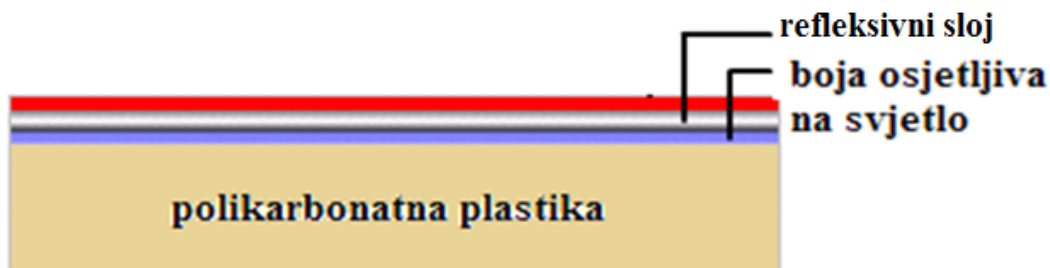 refleksivni sloj
boja osjetljiva
na svjetlo
polikarbonatna plastika